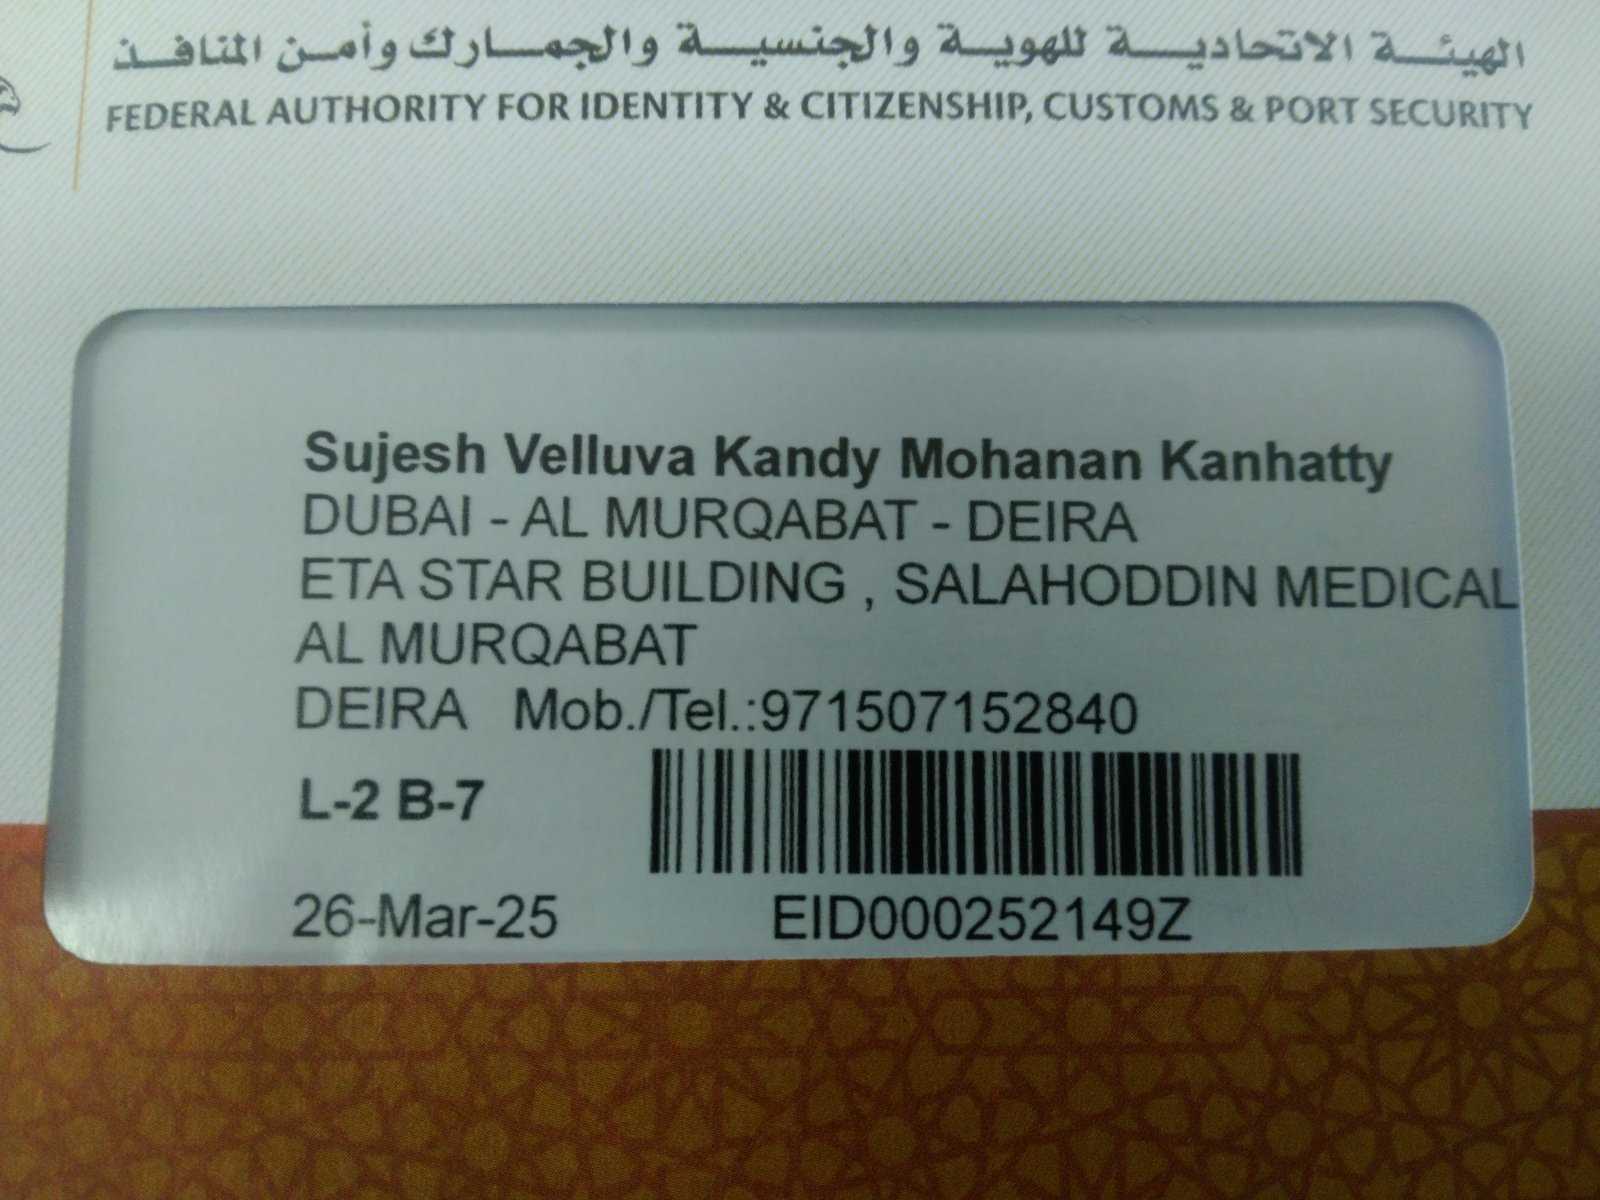 الهيئة الاتحادية للهوية والجنسية والجمارك وأمن المنافذ
FEDERAL AUTHORITY FOR IDENTITY & CITIZENSHIP, CUSTOMS & PORT SECURITY
Sujesh Velluva Kandy Mohanan Kanhatty
DUBAI - AL MURQABAT - DEIRA
ETA STAR BUILDING , SALAHODDIN MEDICAL
AL MURQABAT
DEIRA Mob./Tel.:971507152840
L-2 B-7
26-Mar-25 EID000252149Z